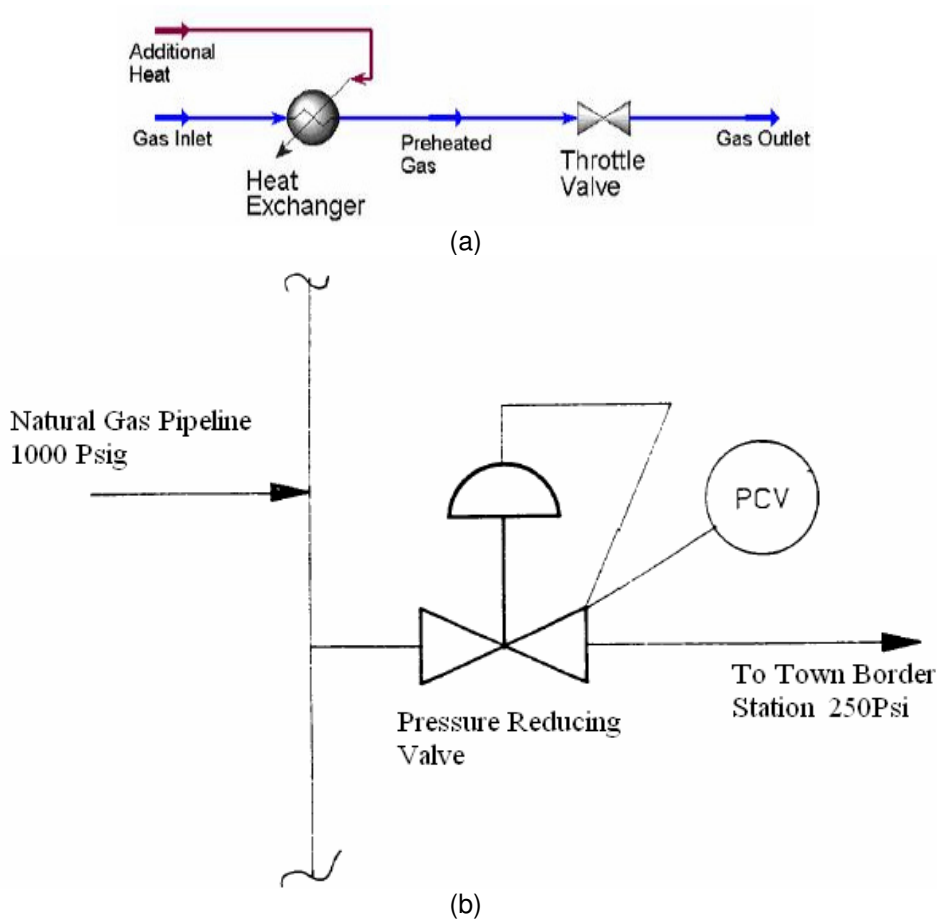 Additional
Heat
Gas Inlet
Preheated
Gas
Gas Outlet
Heat
Exchanger
Throttle
Valve
(a)
Natural Gas Pipeline
1000 Psig
PCV
To Town Border
Station 250Psi
Pressure Reducing
Valve
(b)